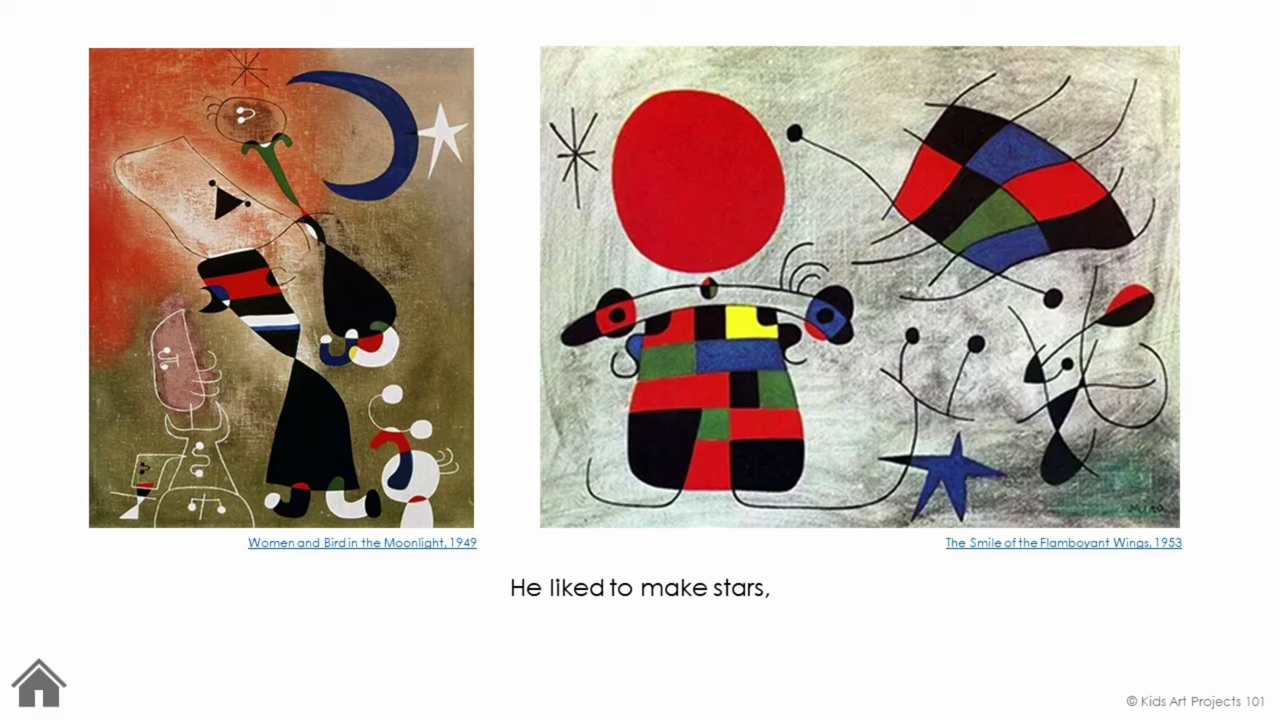 MIRO
Women and Bird in the Moonlight, 1949
The Smile of the Flamboyant Wings, 1953
He liked to make stars,
© Kids Art Projects 101